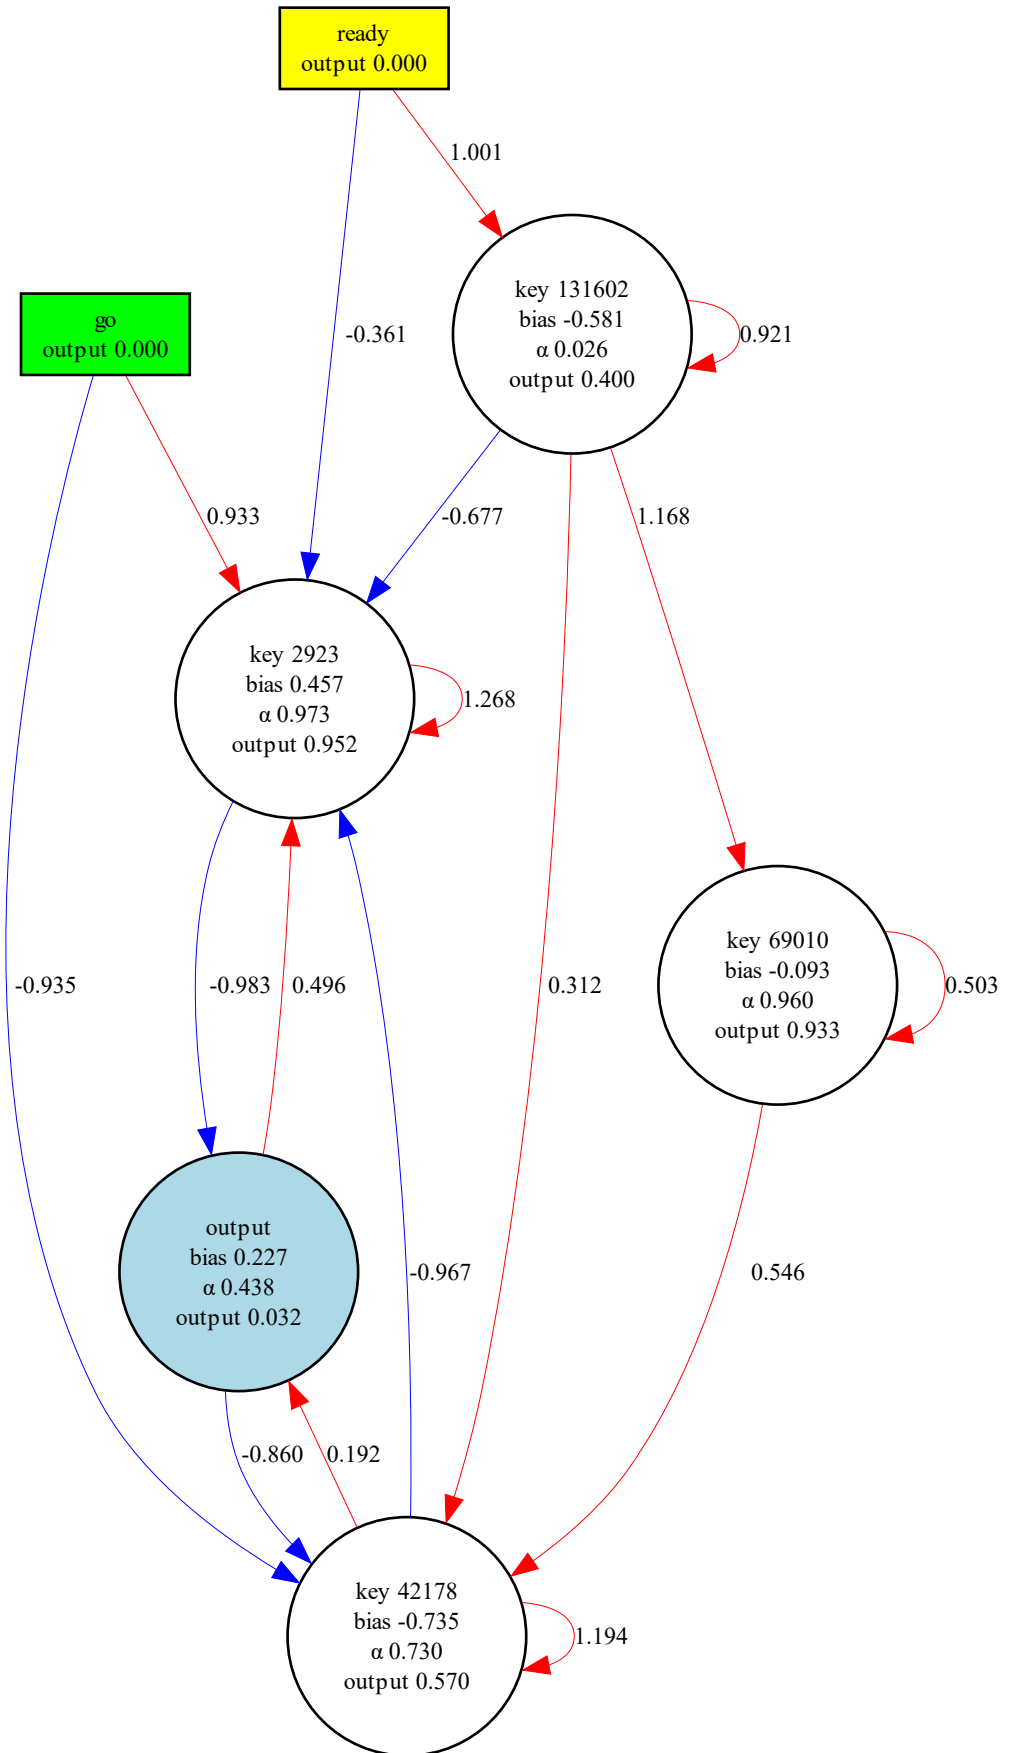 ready
output 0.000
1.001
key 131602
bias -0.581
α 0.026
output 0.400
0.921
go
output 0.000
-0.361
0.933
-0.677
1.168
key 2923
bias 0.457
α 0.973
output 0.952
1.268
key 69010
bias -0.093
α 0.960
output 0.933
0.503
-0.935
-0.983
0.496
0.312
output
bias 0.227
α 0.438
output 0.032
-0.967
0.546
-0.860
0.192
key 42178
bias -0.735
α 0.730
output 0.570
1.194